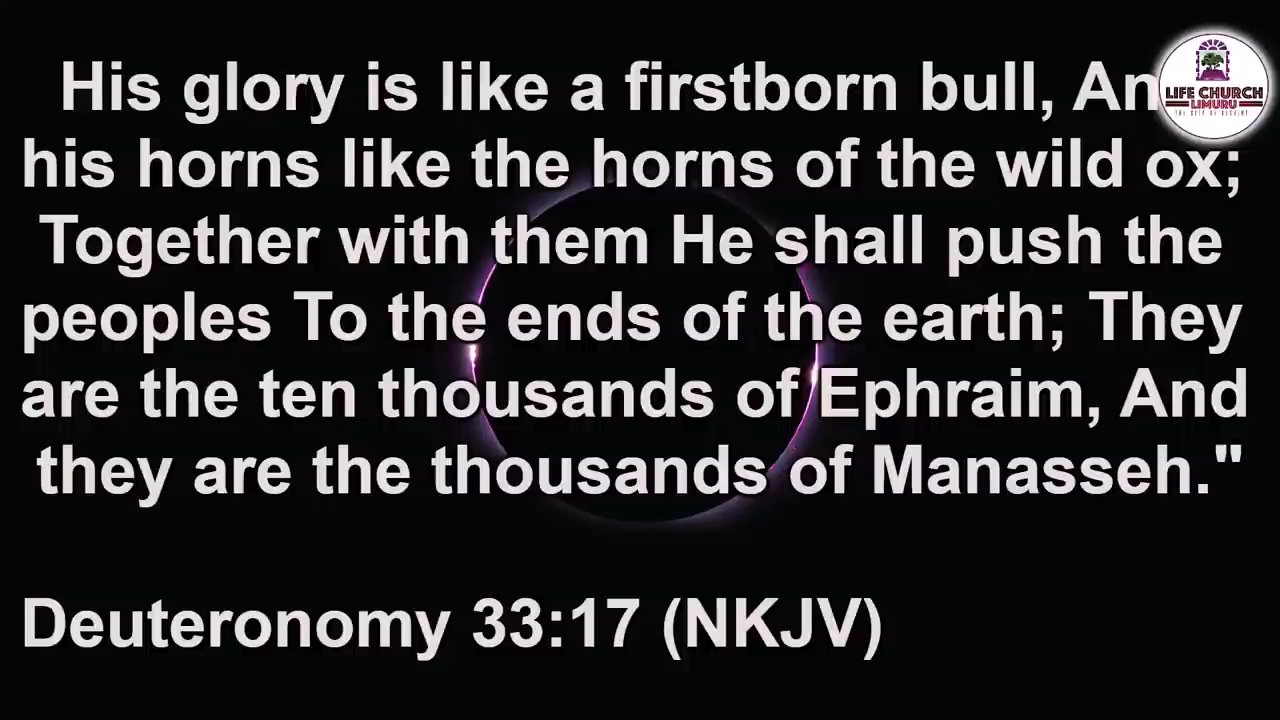 His glory is like a firstborn bull, An
his horns like the horns of the wild ox;
Together with them He shall push the
peoples To the ends of the earth; They
are the ten thousands of Ephraim, And
they are the thousands of Manasseh."
Deuteronomy 33:17 (NKJV)
LIFE CHURCH
LIMURU